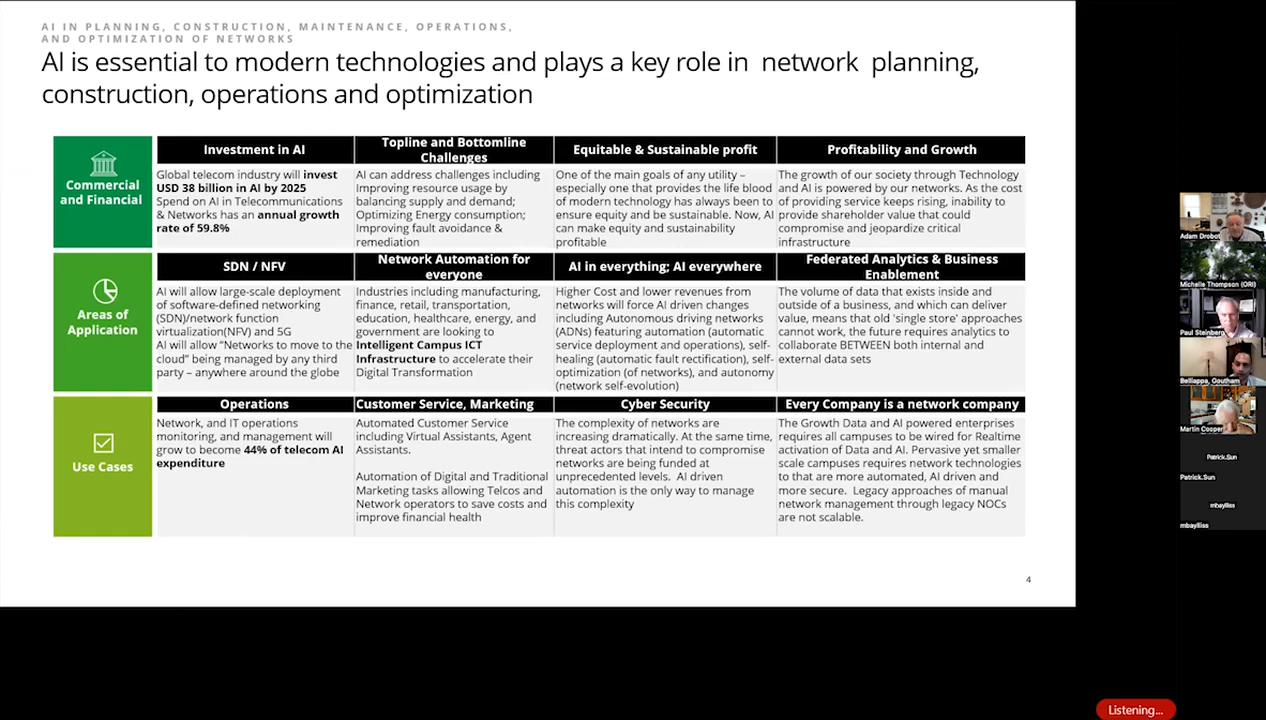 AI IN PLANNING, CONSTRUCTION, MAINTENANCE, OPERATIONS,
AND OPTIMIZATION OF NETWORKS
AI is essential to modern technologies and plays a key role in network planning,
construction, operations and optimization
Commercial
and Financial
Investment in AI
Global telecom industry will invest
USD 38 billion in AI by 2025
Spend on AI in Telecommunications
& Networks has an annual growth
rate of 59.8%
Topline and Bottomline
Challenges
AI can address challenges including
Improving resource usage by
balancing supply and demand;
Optimizing Energy consumption;
Improving fault avoidance &
remediation
Equitable & Sustainable profit
One of the main goals of any utility –
especially one that provides the life blood
of modern technology has always been to
ensure equity and be sustainable. Now, AI
can make equity and sustainability
profitable
Profitability and Growth
The growth of our society through Technology
and AI is powered by our networks. As the cost
of providing service keeps rising, inability to
provide shareholder value that could
compromise and jeopardize critical
infrastructure
Areas of
Application
SDN / NFV
AI will allow large-scale deployment
of software-defined networking
(SDN)/network function
virtualization(NFV) and 5G
AI will allow “Networks to move to the
cloud” being managed by any third
party – anywhere around the globe
Network Automation for
everyone
Industries including manufacturing,
finance, retail, transportation,
education, healthcare, energy, and
government are looking to
Intelligent Campus ICT
Infrastructure to accelerate their
Digital Transformation
AI in everything; AI everywhere
Higher Cost and lower revenues from
networks will force AI driven changes
including Autonomous driving networks
(ADNs) featuring automation (automatic
service deployment and operations), self-
healing (automatic fault rectification), self-
optimization (of networks), and autonomy
(network self-evolution)
Federated Analytics & Business
Enablement
The volume of data that exists inside and
outside of a business, and which can deliver
value, means that old 'single store' approaches
cannot work, the future requires analytics to
collaborate BETWEEN both internal and
external data sets
Use Cases
Operations
Network, and IT operations
monitoring, and management will
grow to become 44% of telecom AI
expenditure
Customer Service, Marketing
Automated Customer Service
including Virtual Assistants, Agent
Assistants.
Automation of Digital and Traditional
Marketing tasks allowing Telcos and
Network operators to save costs and
improve financial health
Cyber Security
The complexity of networks are
increasing dramatically. At the same time,
threat actors that intend to compromise
networks are being funded at
unprecedented levels. AI driven
automation is the only way to manage
this complexity
Every Company is a network company
The Growth Data and AI powered enterprises
requires all campuses to be wired for Realtime
activation of Data and AI. Pervasive yet smaller
scale campuses requires network technologies
to that are more automated, AI driven and
more secure. Legacy approaches of manual
network management through legacy NOCs
are not scalable.
4
Adam Drobot
Michelle Thompson (ORI)
Paul Steinberg
Belliappa, Goutham
Martin Cooper
Patrick.Sun
Patrick.Sun
mbaylliss
mbaylliss
Listening...